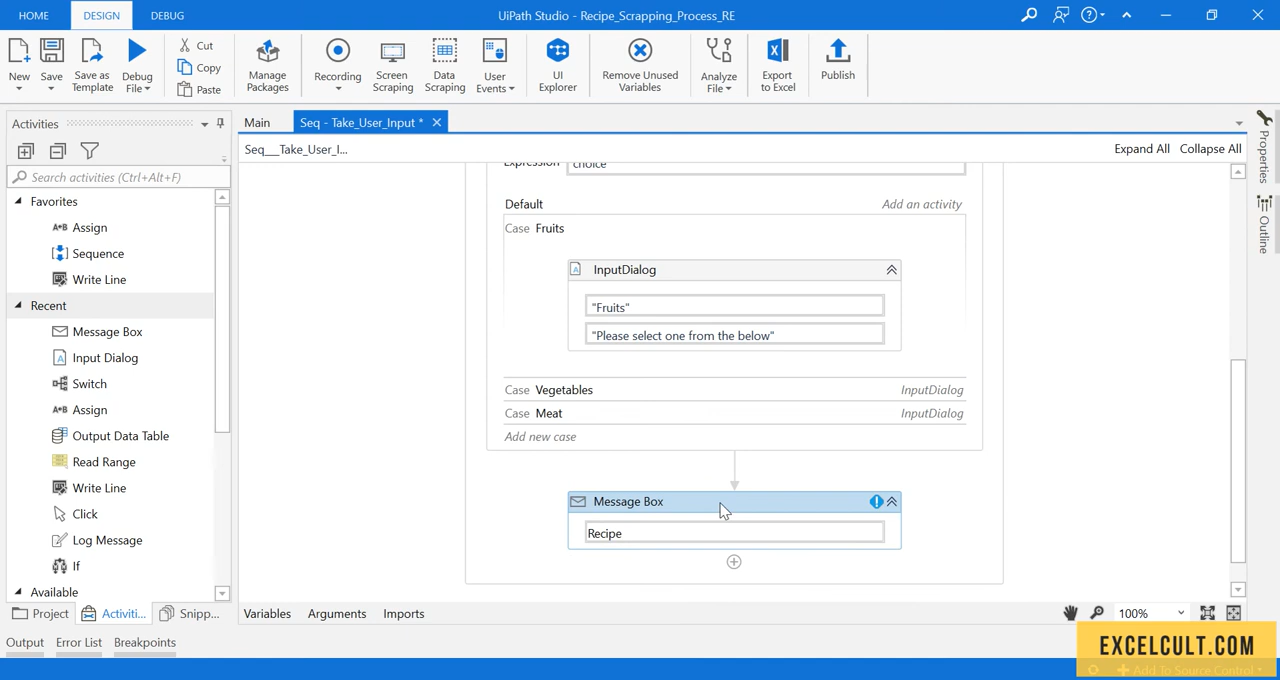 HOME DESIGN DEBUG
UiPath Studio - Recipe_Scrapping_Process_RE
New
Save
Save as Template
Debug File
Cut
Copy
Paste
Manage Packages
Recording
Screen Scraping
Data Scraping
User Events
UI Explorer
Remove Unused Variables
Analyze File
Export to Excel
Publish
Activities
Main
Seq - Take_User_Input *
Seq__Take_User_I...
Expand All Collapse All
Search activities (Ctrl+Alt+F)
Favorites
Assign
Sequence
Write Line
Recent
Message Box
Input Dialog
Switch
Assign
Output Data Table
Read Range
Write Line
Click
Log Message
If
Available
Expression choice
Default Add an activity
Case Fruits
InputDialog
"Fruits"
"Please select one from the below"
Case Vegetables InputDialog
Case Meat InputDialog
Add new case
Message Box
Recipe
Properties
Outline
Project Activiti... Snipp...
Variables Arguments Imports
100%
Output Error List Breakpoints
EXCELCULT.COM
Add To Source Control